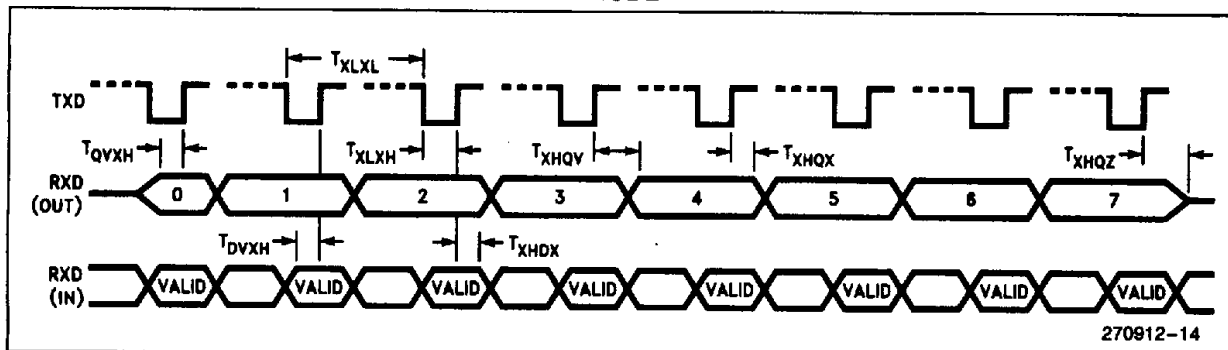 T_XLXL
TXD
T_QVXH T_XLXH T_XHQV T_XHQX T_XHQZ
RXD
(OUT)
0 1 2 3 4 5 6 7
T_DVXH T_XHDX
RXD
(IN)
VALID VALID VALID VALID VALID VALID VALID VALID
270912-14